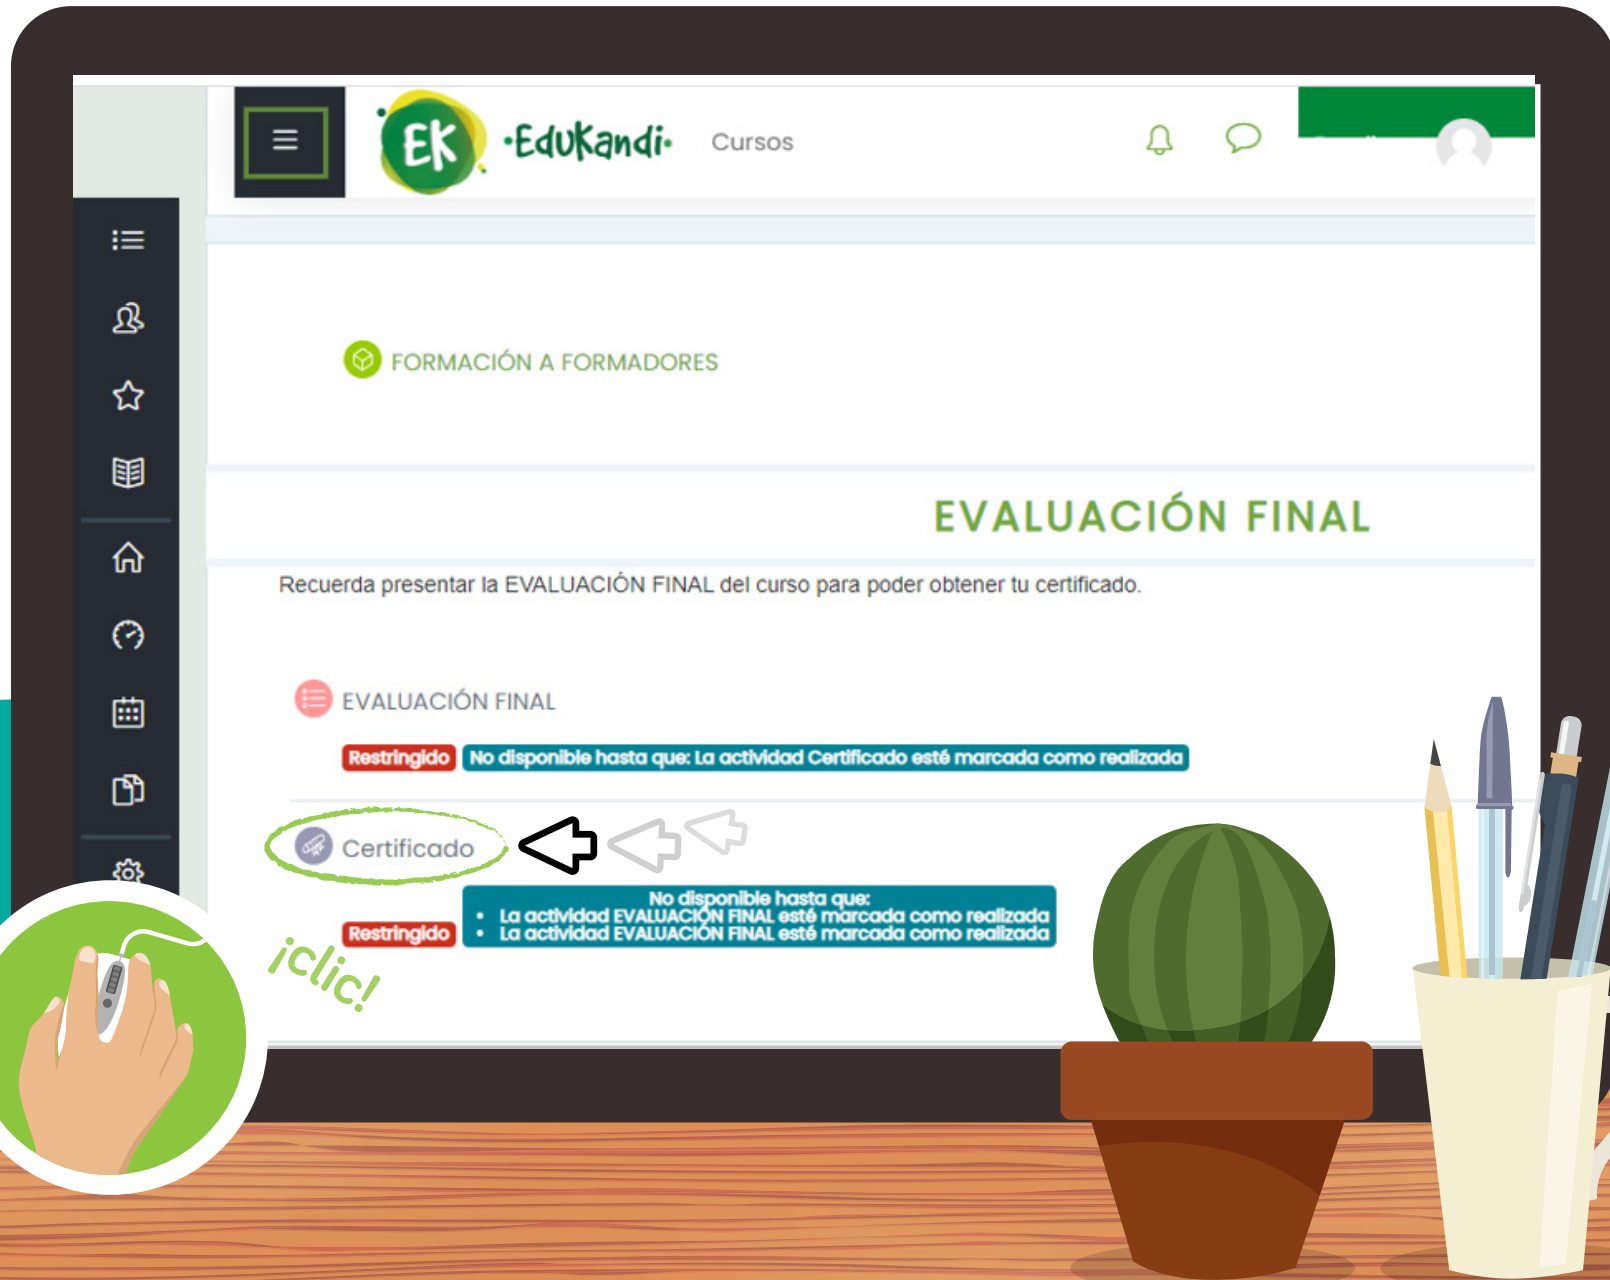 EK
·EduKandi·
Cursos
FORMACIÓN A FORMADORES
EVALUACIÓN FINAL
Recuerda presentar la EVALUACIÓN FINAL del curso para poder obtener tu certificado.
EVALUACIÓN FINAL
Restringido No disponible hasta que: La actividad Certificado esté marcada como realizada
Certificado
No disponible hasta que:
• La actividad EVALUACIÓN FINAL esté marcada como realizada
Restringido • La actividad EVALUACIÓN FINAL esté marcada como realizada
¡clic!